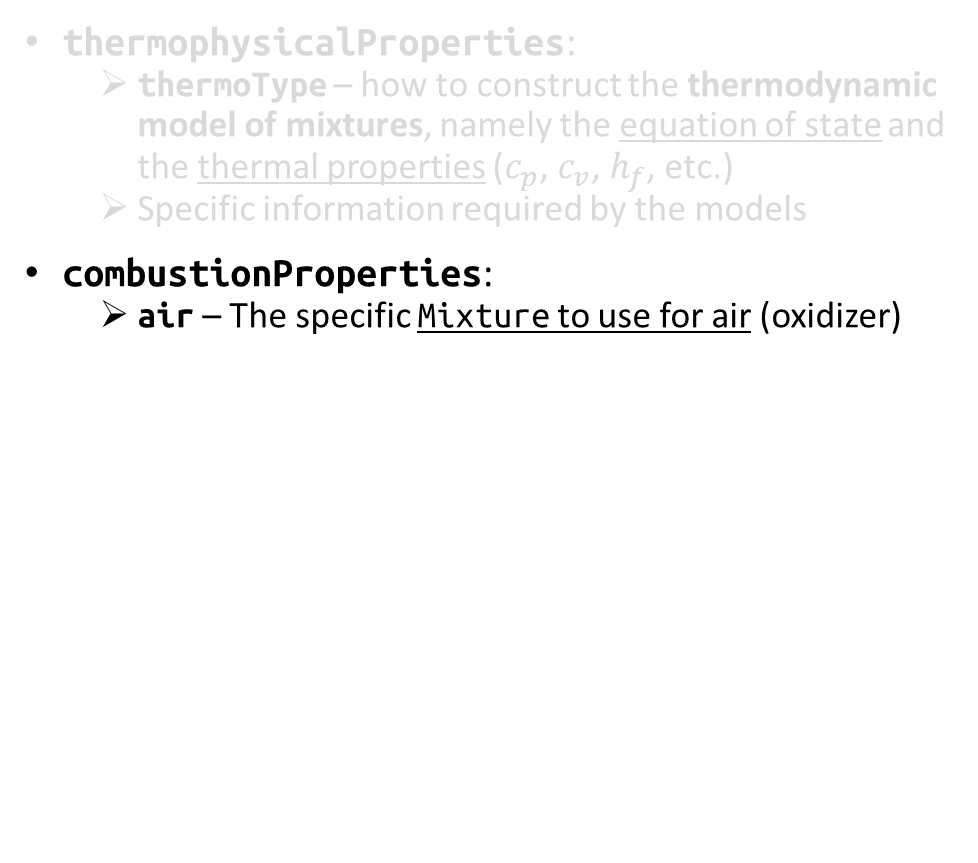 • thermophysicalProperties:
➢ thermoType – how to construct the thermodynamic
model of mixtures, namely the equation of state and
the thermal properties (c_p, c_v, h_f, etc.)
➢ Specific information required by the models
• combustionProperties:
➢ air – The specific Mixture to use for air (oxidizer)